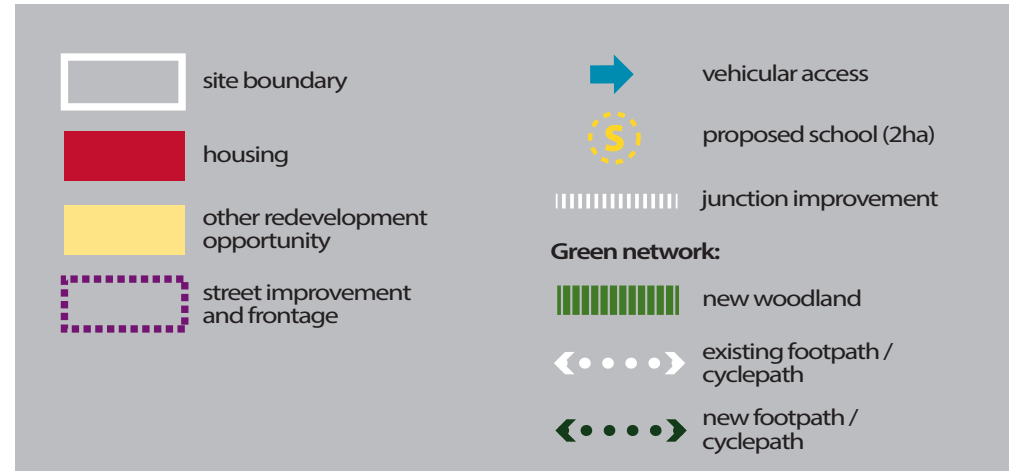 site boundary
housing
other redevelopment
opportunity
street improvement
and frontage
vehicular access
S
proposed school (2ha)
junction improvement
Green network:
new woodland
existing footpath /
cyclepath
new footpath /
cyclepath